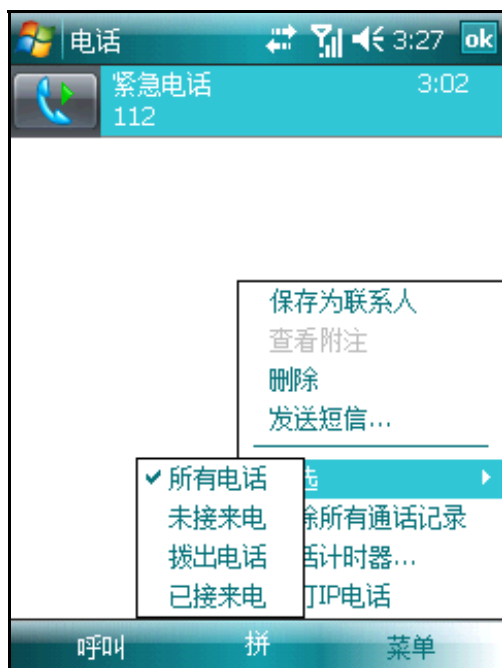 电话 3:27 ok
紧急电话 3:02
112
保存为联系人
查看附注
删除
发送短信...
选
所有通话记录
计时器...
IP电话
所有电话
未接来电
拨出电话
已接来电
呼叫 拼 菜单